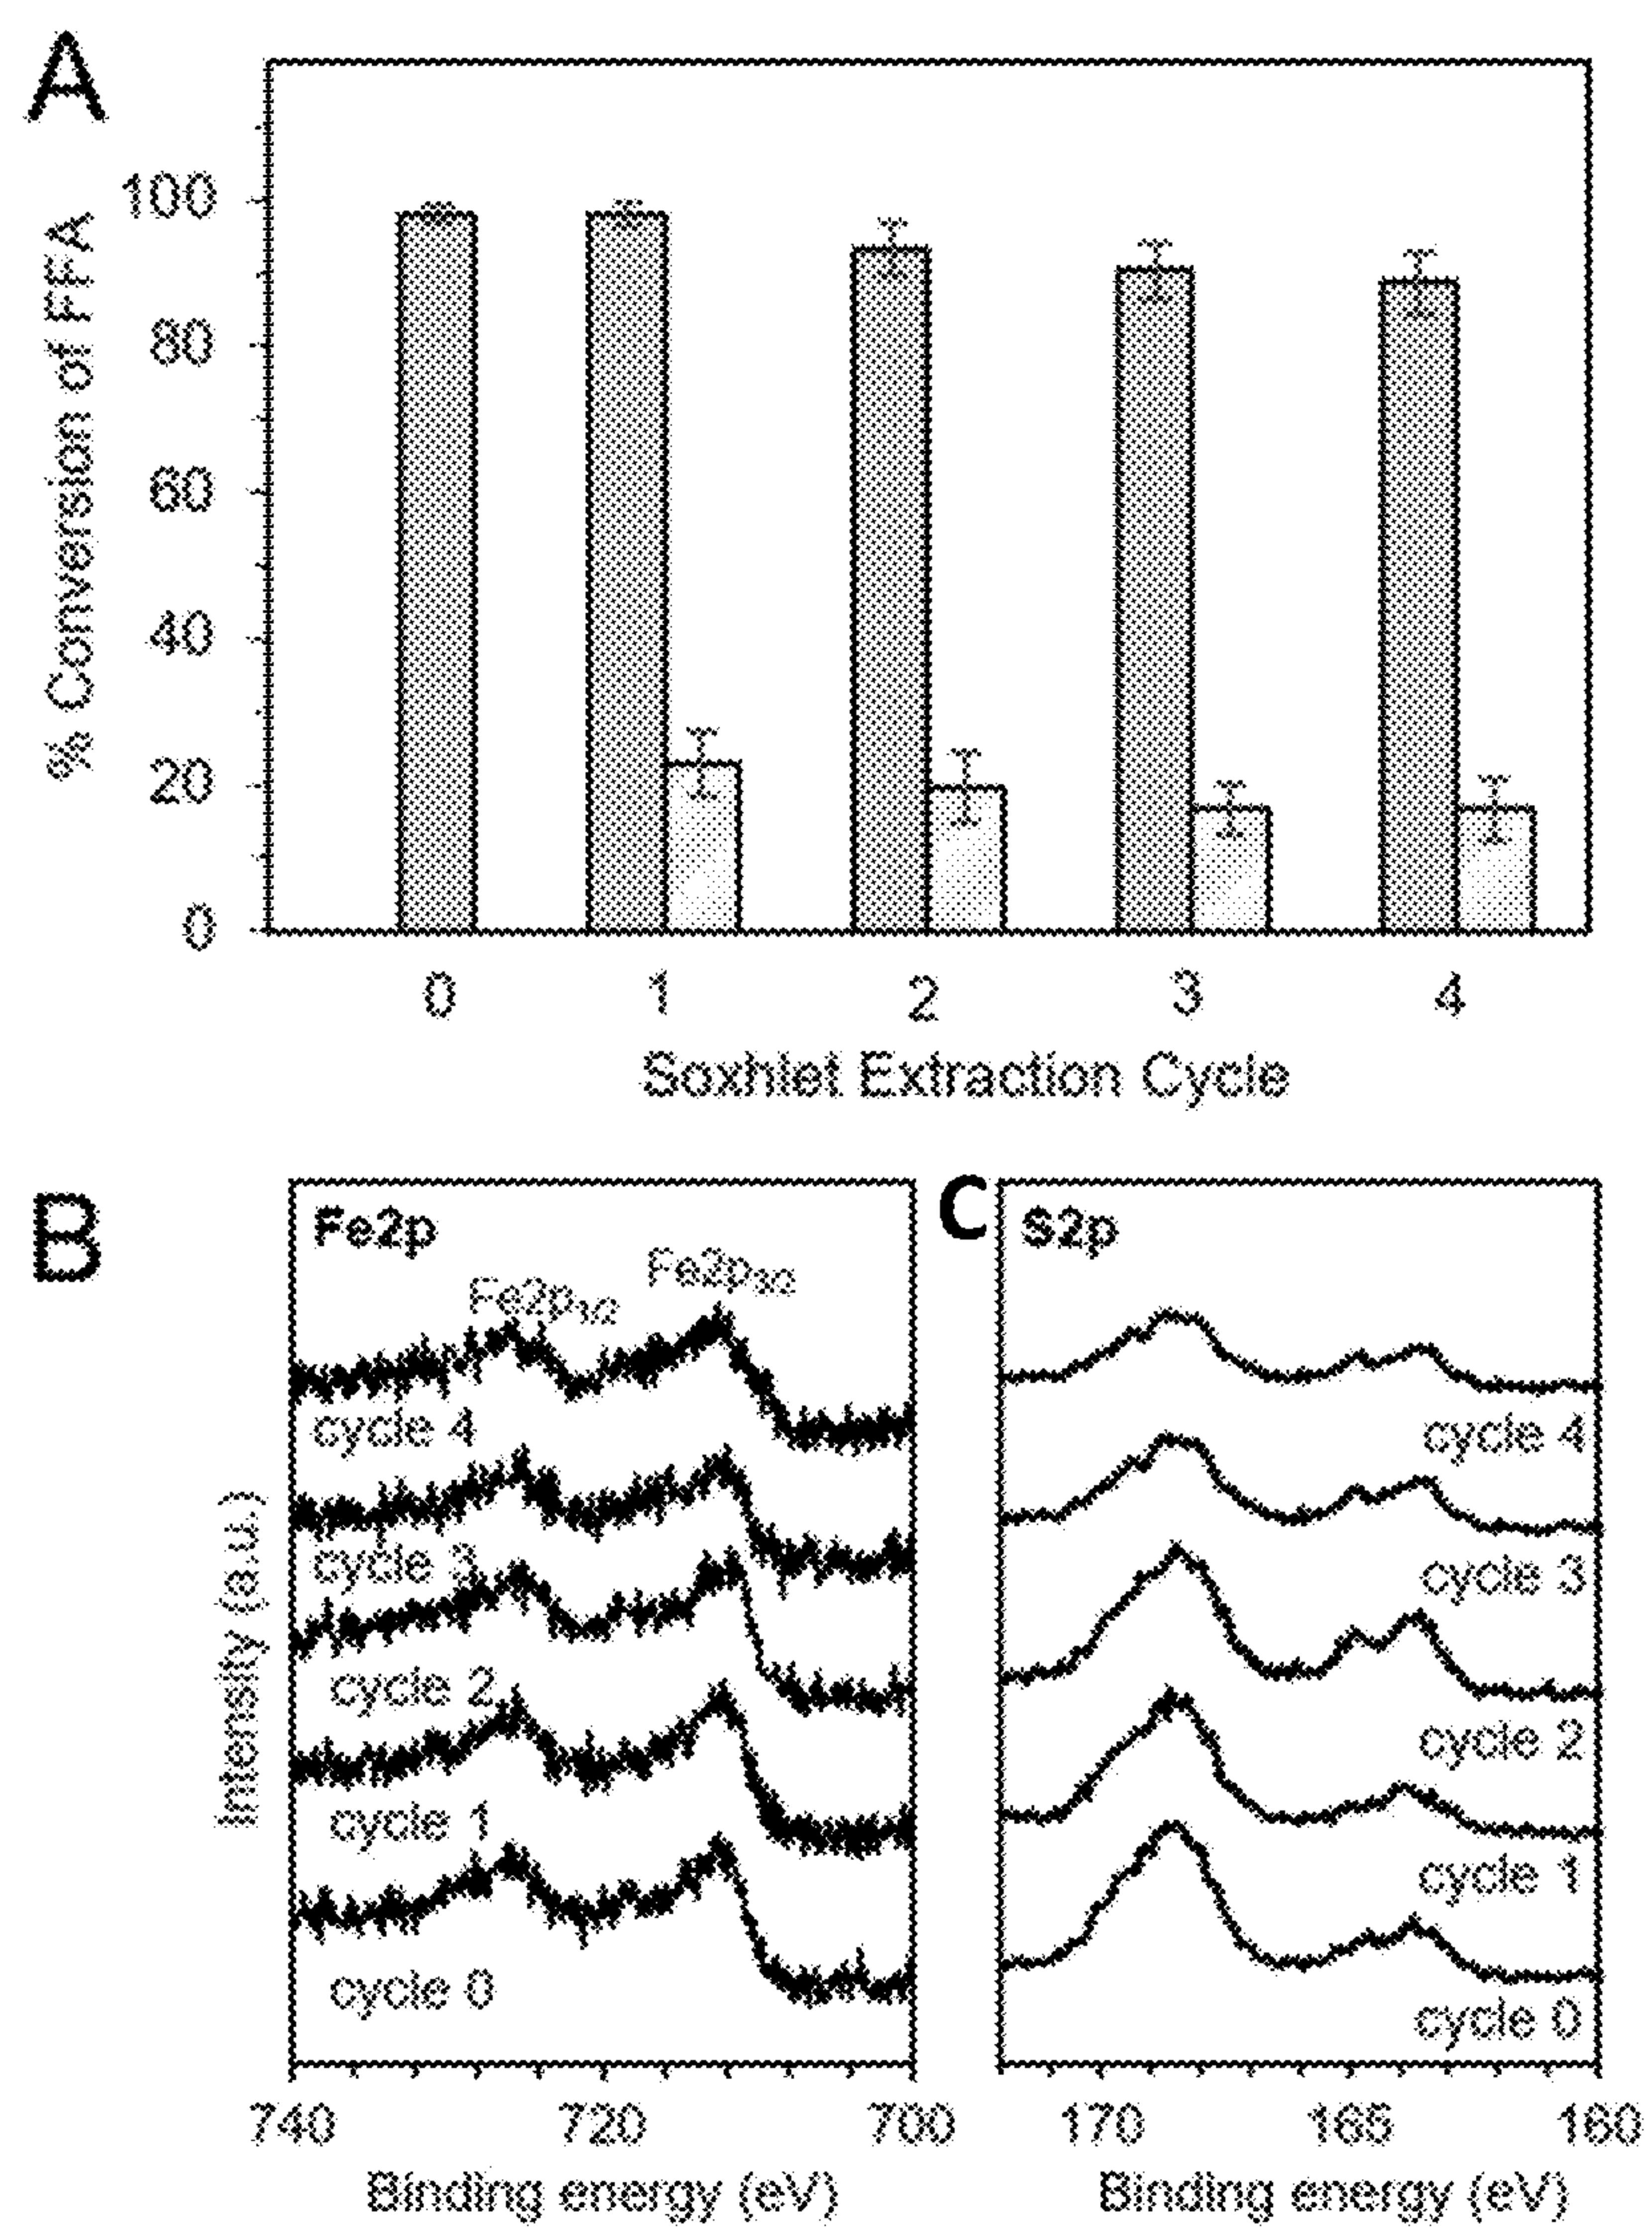 A
% Conversion of FFA
100
80
60
40
20
0
0 1 2 3 4
Soxhlet Extraction Cycle
B
Fe2p
Fe2p1/2
Fe2p3/2
cycle 4
cycle 3
cycle 2
cycle 1
cycle 0
Intensity (a.u.)
740 720 700
Binding energy (eV)
C
S2p
cycle 4
cycle 3
cycle 2
cycle 1
cycle 0
170 165 160
Binding energy (eV)